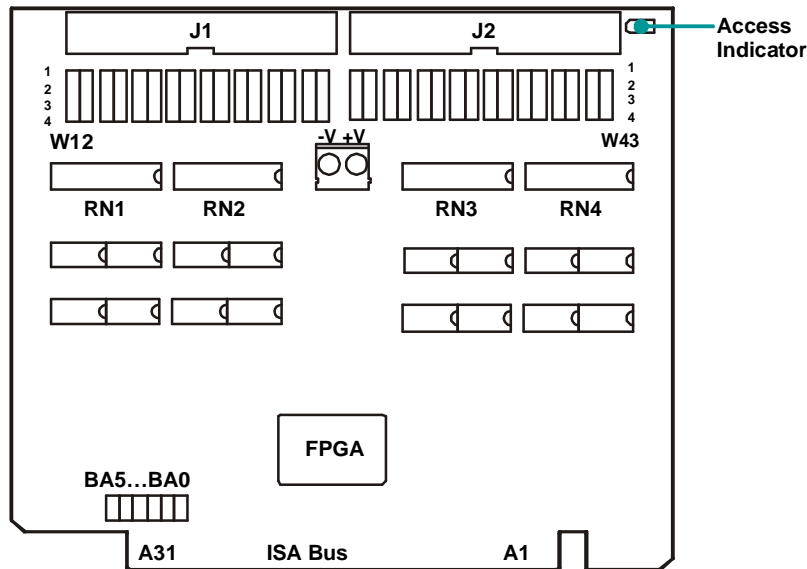 J1
J2
Access
Indicator
1
2
3
4
1
2
3
4
W12
-V +V
W43
RN1
RN2
RN3
RN4
FPGA
BA5...BA0
A31
ISA Bus
A1